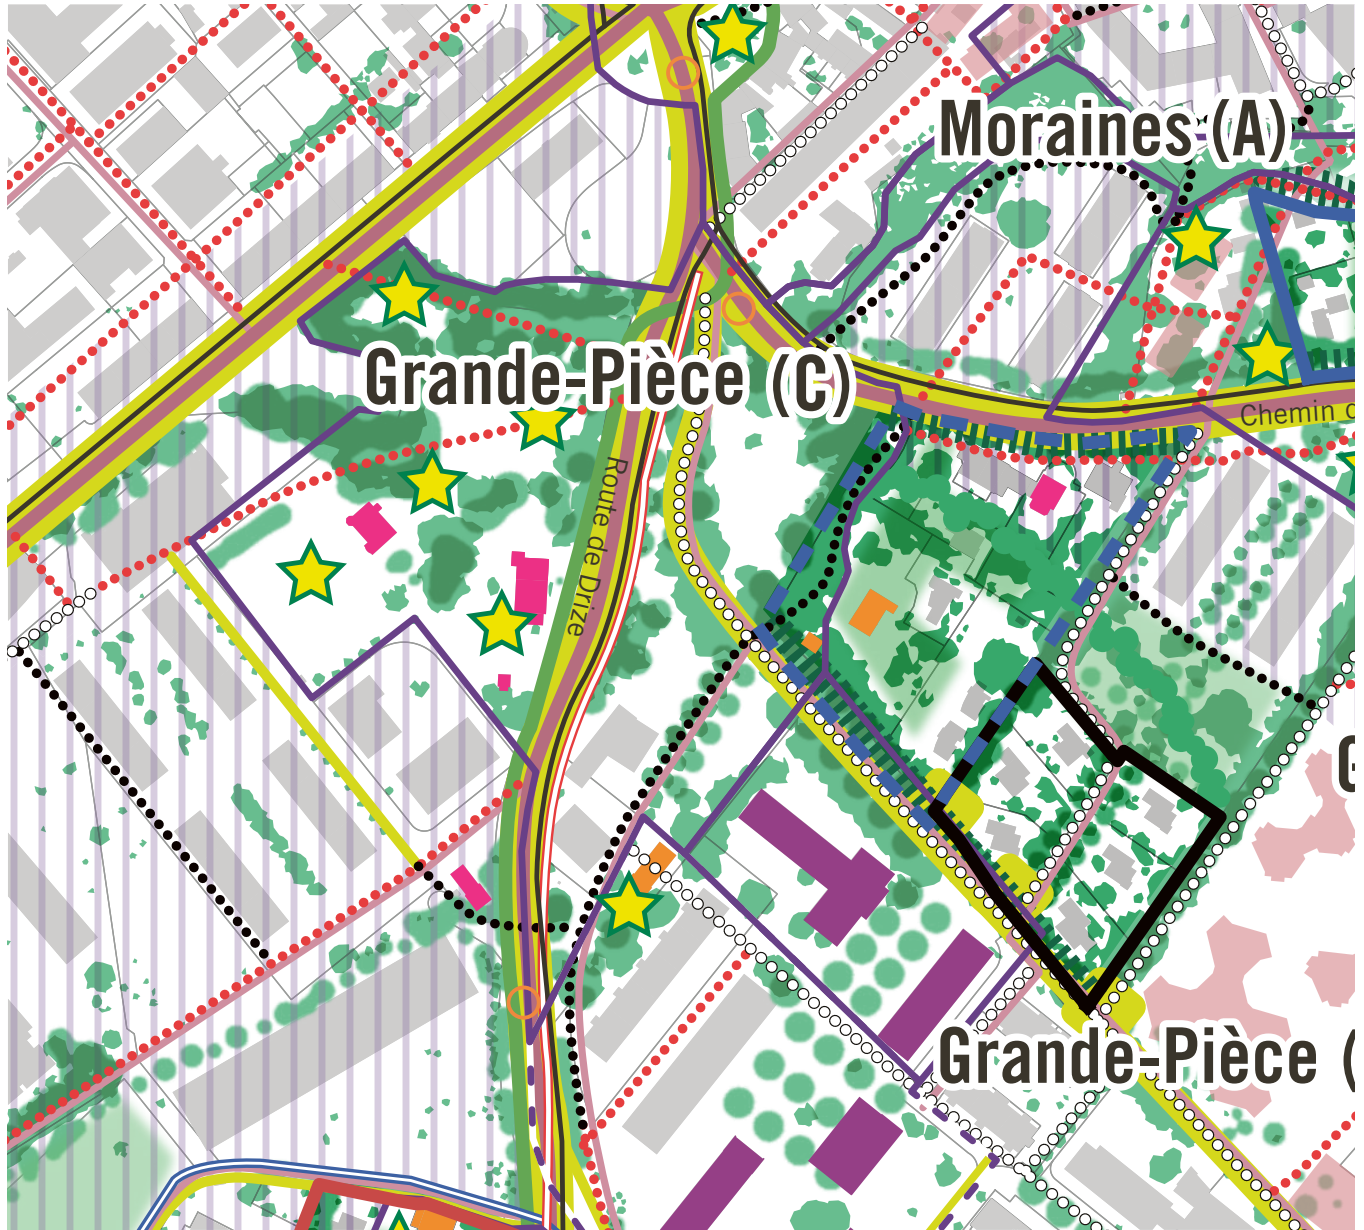 Moraines (A)
Grande-Pièce (C)
Chemin
Route de Drize
Grande-Pièce (